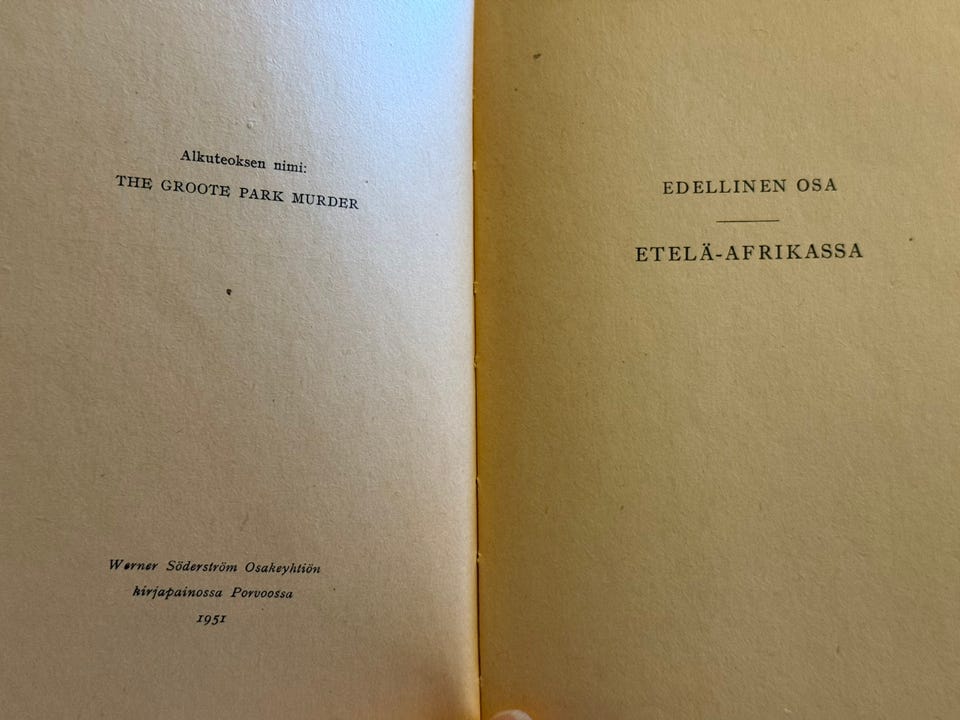 Alkuteoksen nimi:
THE GROOTE PARK MURDER
Werner Söderström Osakeyhtiön
kirjapainossa Porvoossa
1951
EDELLINEN OSA
ETELÄ-AFRIKASSA